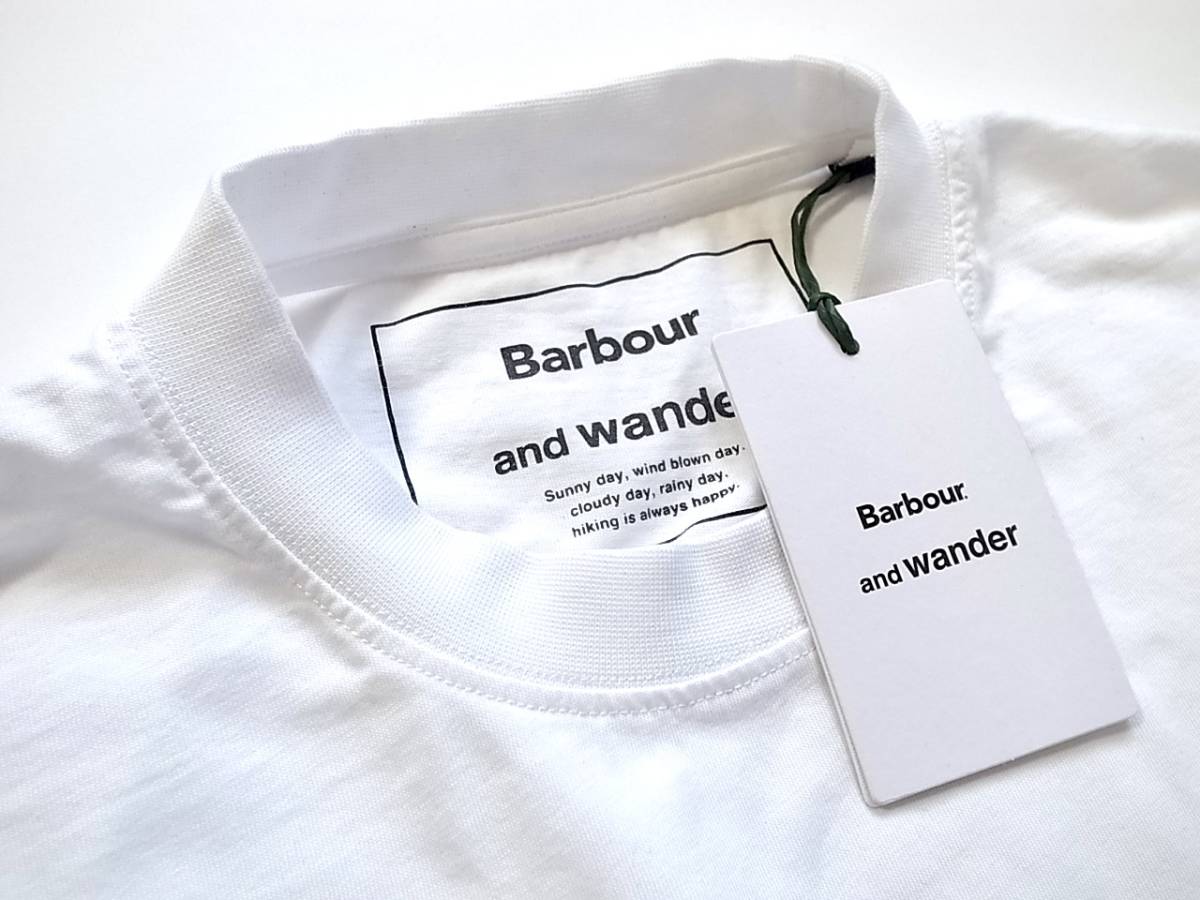 Barbour
and wande
Sunny day, wind blown day.
cloudy day, rainy day.
hiking is always happy.
Barbour.
and wander